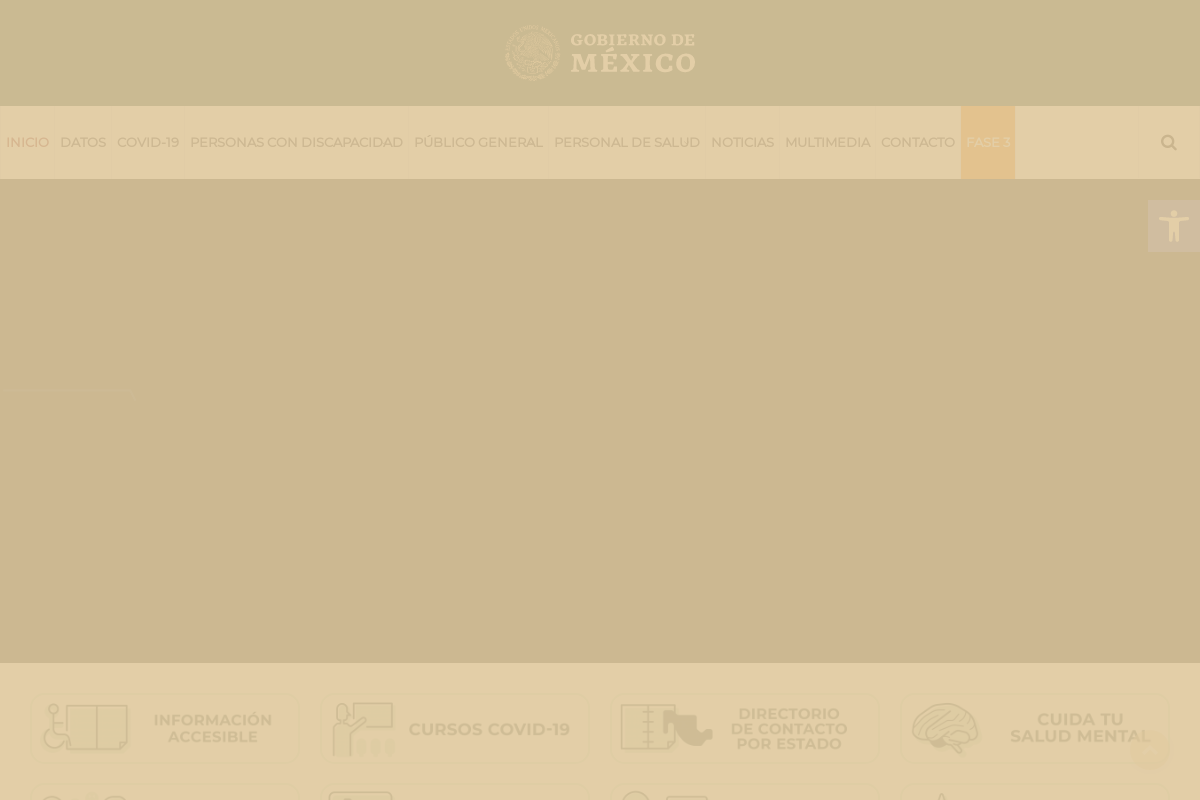 GOBIERNO DE
MÉXICO
INICIO DATOS COVID-19 PERSONAS CON DISCAPACIDAD PÚBLICO GENERAL PERSONAL DE SALUD NOTICIAS MULTIMEDIA CONTACTO FASE 3
INFORMACIÓN
ACCESIBLE
CURSOS COVID-19
DIRECTORIO
DE CONTACTO
POR ESTADO
CUIDA TU
SALUD MENTAL